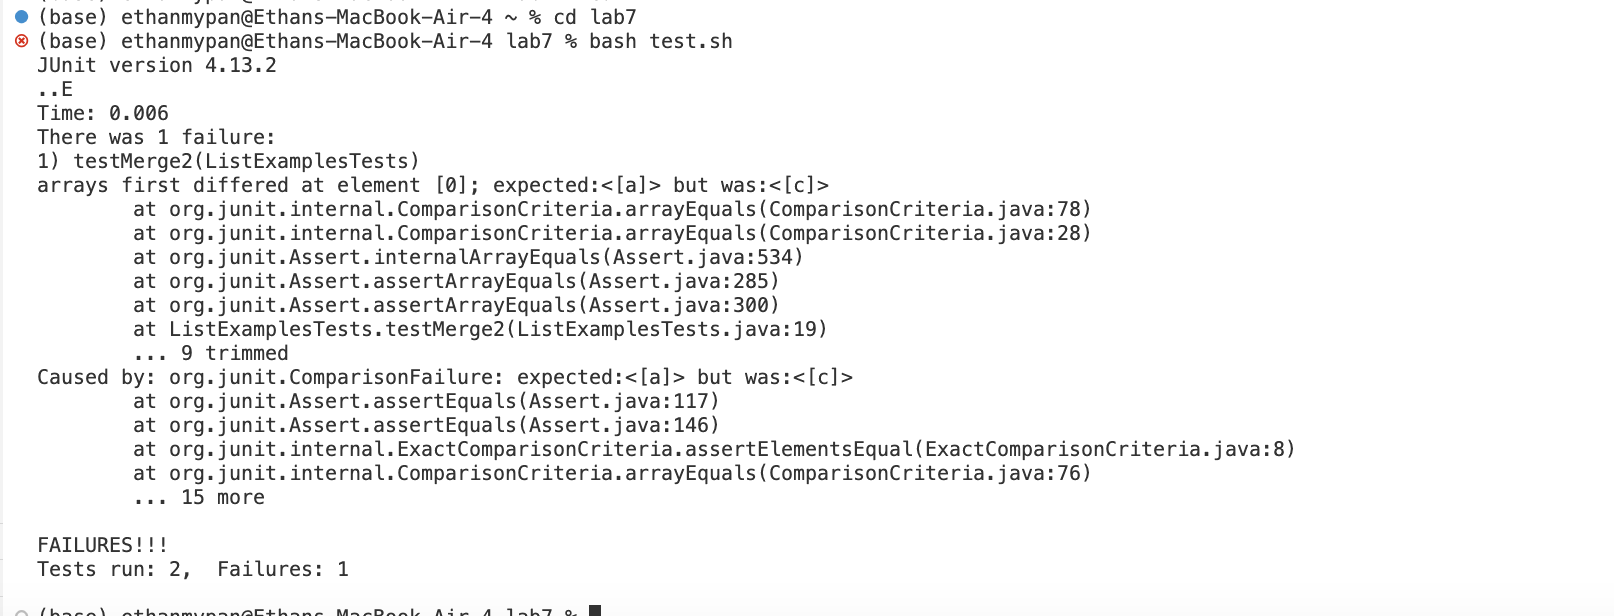 (base) ethanmypan@Ethans-MacBook-Air-4 ~ % cd lab7
(base) ethanmypan@Ethans-MacBook-Air-4 lab7 % bash test.sh
JUnit version 4.13.2
..E
Time: 0.006
There was 1 failure:
1) testMerge2(ListExamplesTests)
arrays first differed at element [0]; expected:<[a]> but was:<[c]>
        at org.junit.internal.ComparisonCriteria.arrayEquals(ComparisonCriteria.java:78)
        at org.junit.internal.ComparisonCriteria.arrayEquals(ComparisonCriteria.java:28)
        at org.junit.Assert.internalArrayEquals(Assert.java:534)
        at org.junit.Assert.assertArrayEquals(Assert.java:285)
        at org.junit.Assert.assertArrayEquals(Assert.java:300)
        at ListExamplesTests.testMerge2(ListExamplesTests.java:19)
        ... 9 trimmed
Caused by: org.junit.ComparisonFailure: expected:<[a]> but was:<[c]>
        at org.junit.Assert.assertEquals(Assert.java:117)
        at org.junit.Assert.assertEquals(Assert.java:146)
        at org.junit.internal.ExactComparisonCriteria.assertElementsEqual(ExactComparisonCriteria.java:8)
        at org.junit.internal.ComparisonCriteria.arrayEquals(ComparisonCriteria.java:76)
        ... 15 more
FAILURES!!!
Tests run: 2,  Failures: 1
(base) ethanmypan@Ethans-MacBook-Air-4 lab7 %